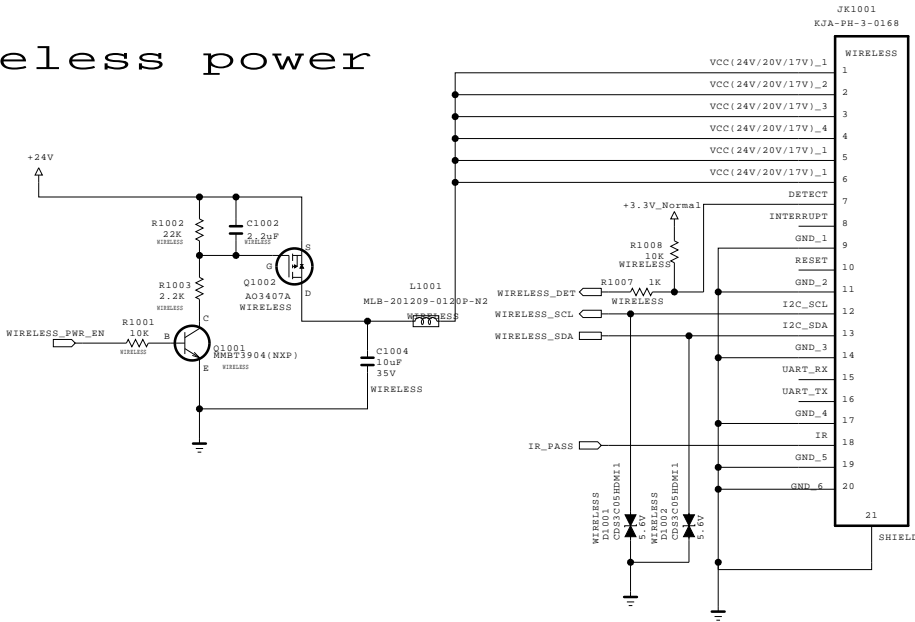 eless power
JK1001
KJA-PH-3-0168
WIRELESS
VCC(24V/20V/17V)_1
1
VCC(24V/20V/17V)_2
2
VCC(24V/20V/17V)_3
3
VCC(24V/20V/17V)_4
4
VCC(24V/20V/17V)_1
5
VCC(24V/20V/17V)_1
6
DETECT
7
INTERRUPT
8
GND_1
9
RESET
10
GND_2
11
I2C_SCL
12
I2C_SDA
13
GND_3
14
UART_RX
15
UART_TX
16
GND_4
17
IR
18
GND_5
19
GND_6
20
21
SHIELD
+24V
R1002
22K
WIRELESS
C1002
2.2uF
WIRELESS
R1003
2.2K
WIRELESS
S
G
D
Q1002
AO3407A
WIRELESS
L1001
MLB-201209-0120P-N2
WIRELESS
WIRELESS_PWR_EN
R1001
10K
WIRELESS
C
B
E
Q1001
MMBT3904(NXP)
WIRELESS
C1004
10uF
35V
WIRELESS
+3.3V_Normal
R1008
10K
WIRELESS
R1007 1K
WIRELESS
WIRELESS_DET
WIRELESS_SCL
WIRELESS_SDA
IR_PASS
WIRELESS
D1001
CDS3C05HDMI1
5.6V
WIRELESS
D1002
CDS3C05HDMI1
5.6V